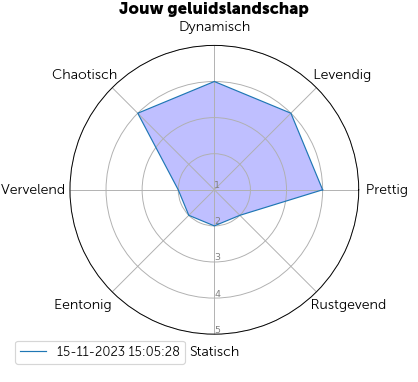 Jouw geluidslandschap
Dynamisch
Chaotisch
Levendig
Vervelend
1
Prettig
2
3
4
Eentonig
Rustgevend
5
15-11-2023 15:05:28
Statisch